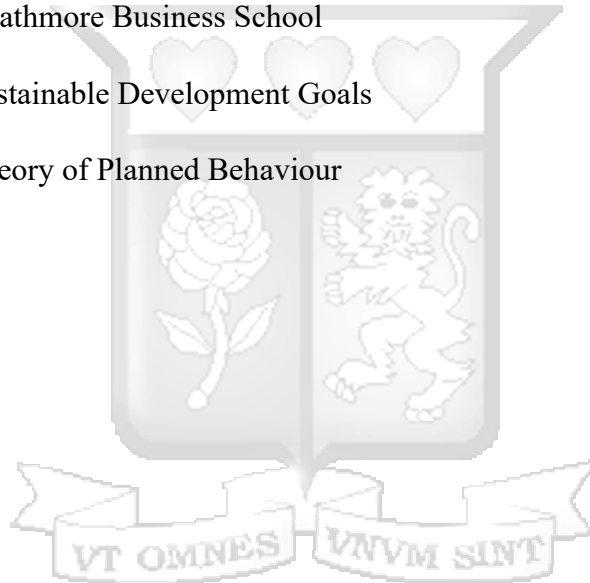 athmore Business School
stainable Development Goals
eory of Planned Behaviour
VT OMNES VNVM SINT